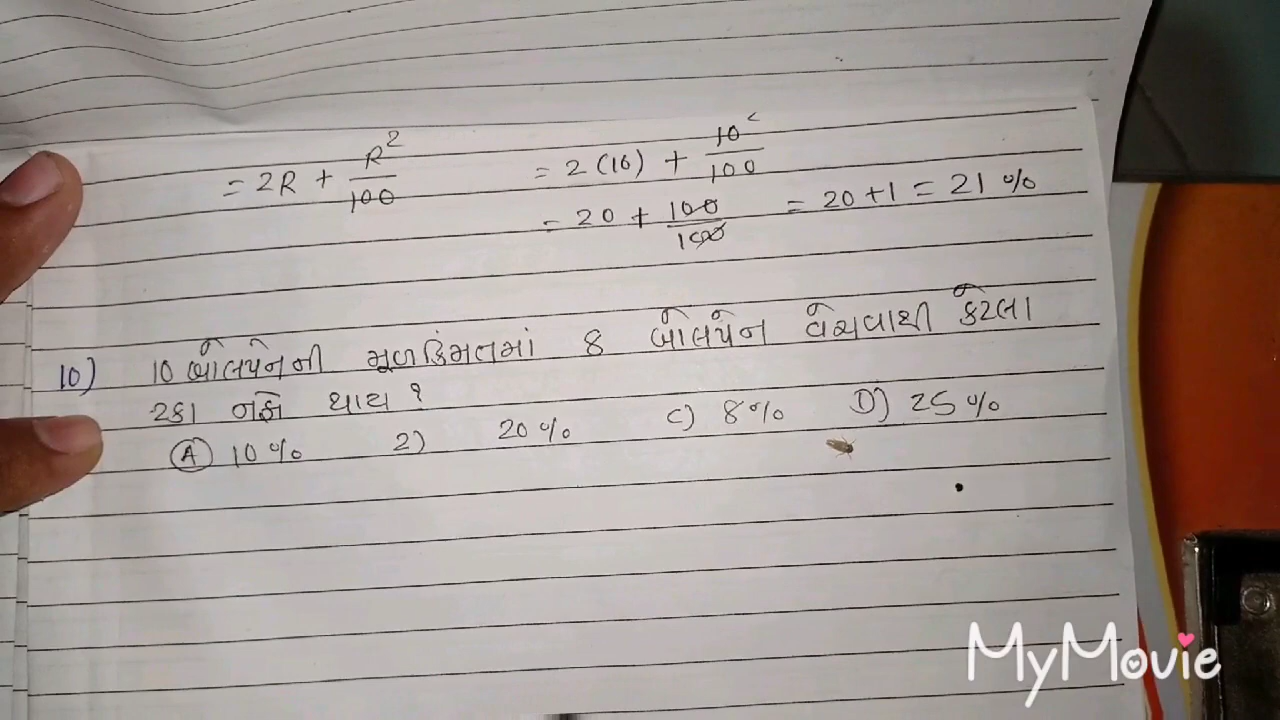 = 2R + R²/100 = 2 (10) + 10²/100
= 20 + 100/100 = 20 + 1 = 21 %
10) 10 બોલપેનની મૂળકિંમતમાં 8 બોલપેન વેચવાથી કેટલા
ટકા નફો થાય ?
(A) 10 % 2) 20 % C) 8 % D) 25 %
MyMovie